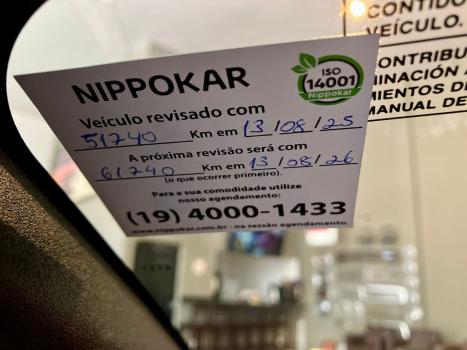 NIPPOKAR
ISO
14001
Nippokar
Veículo revisado com
51740 Km em 13/08/25
A próxima revisão será com
61740 Km em 13/08/26
(o que ocorrer primeiro).
Para a sua comodidade utilize
nosso agendamento:
(19) 4000-1433
www.nippokar.com.br - na sessão agendamento.
CONTIDO
VEÍCULO.
CONTRIBU
MINACIÓN
MIENTOS D
MANUAL DE